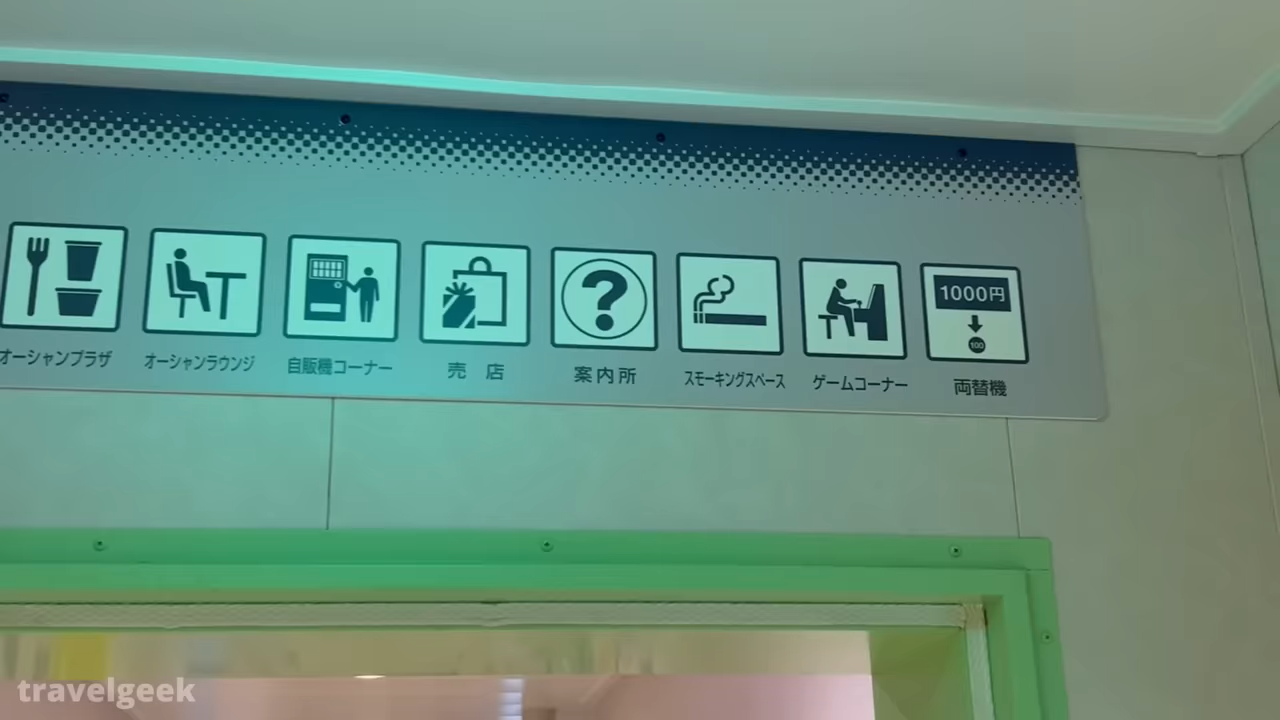 1000円
100
オーシャンプラザ
オーシャンラウンジ
自販機コーナー
売店
案内所
スモーキングスペース
ゲームコーナー
両替機
travelgeek